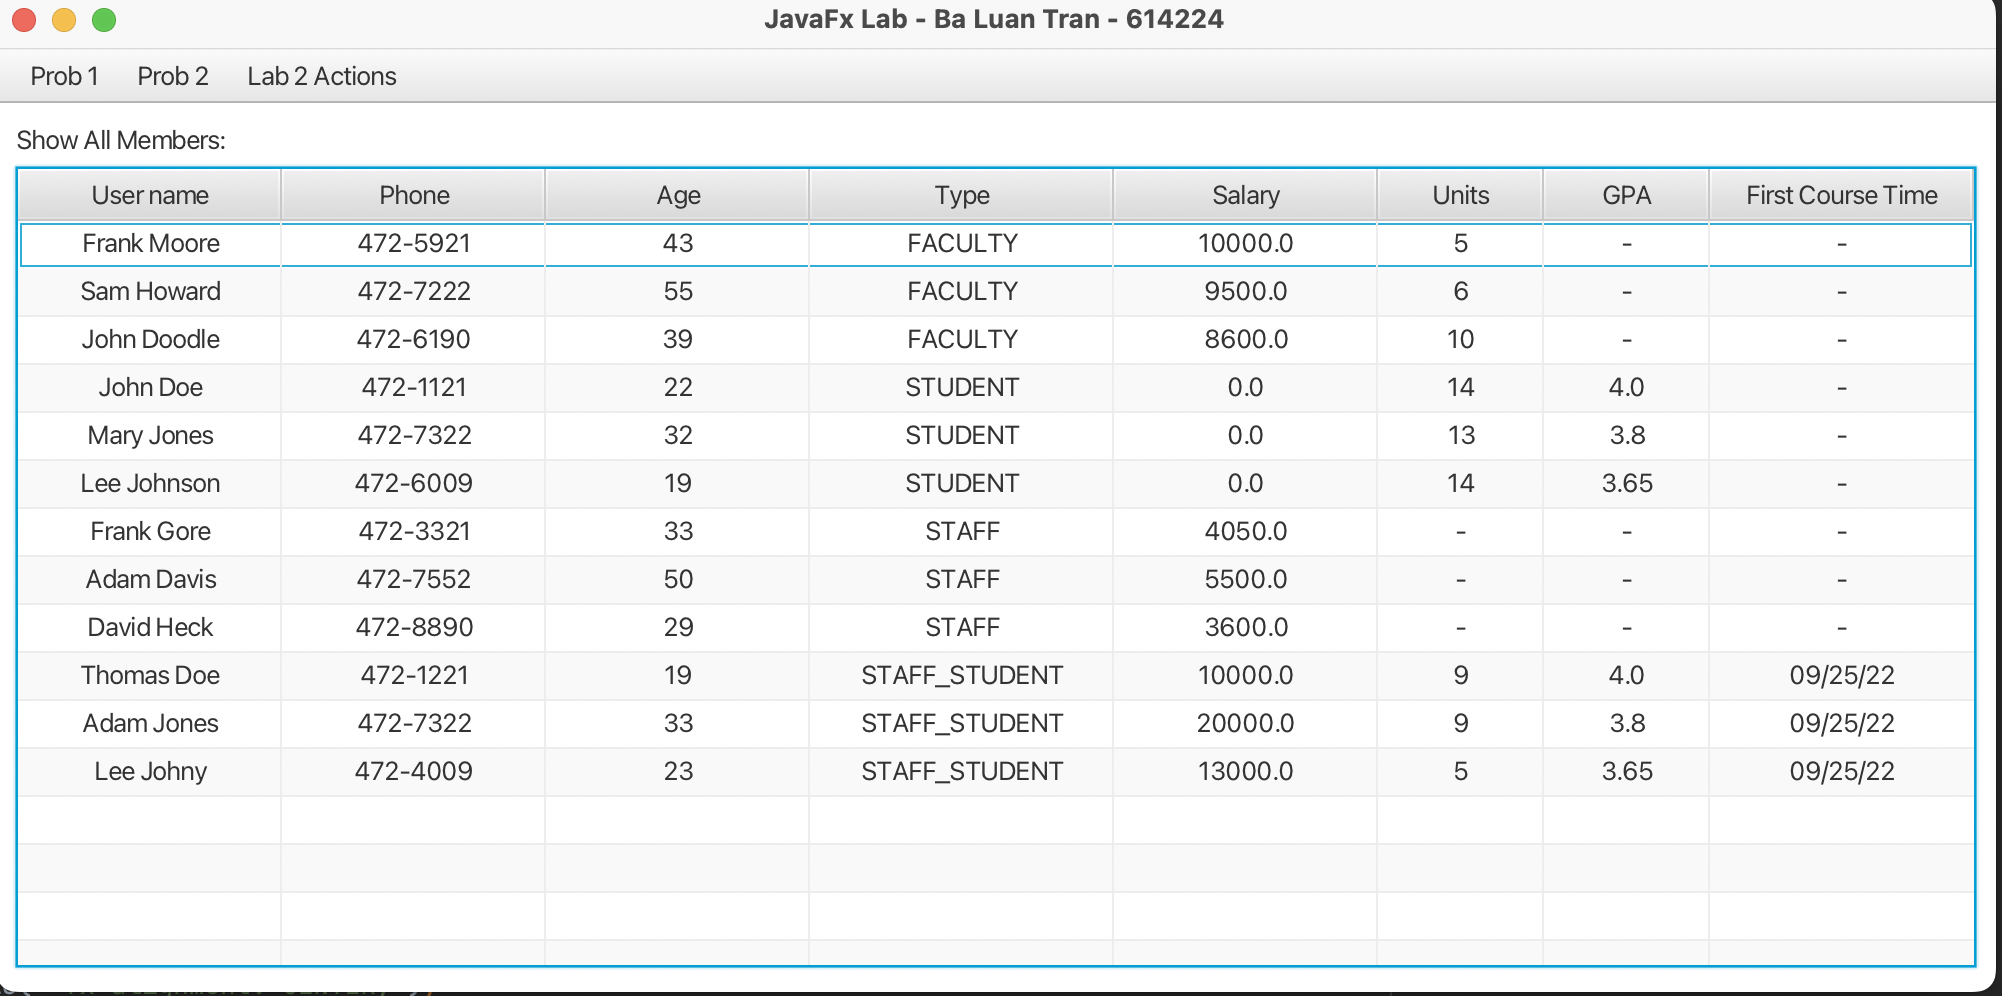 JavaFx Lab - Ba Luan Tran - 614224
Prob 1 Prob 2 Lab 2 Actions
Show All Members:
User name Phone Age Type Salary Units GPA First Course Time
Frank Moore 472-5921 43 FACULTY 10000.0 5 - -
Sam Howard 472-7222 55 FACULTY 9500.0 6 - -
John Doodle 472-6190 39 FACULTY 8600.0 10 - -
John Doe 472-1121 22 STUDENT 0.0 14 4.0 -
Mary Jones 472-7322 32 STUDENT 0.0 13 3.8 -
Lee Johnson 472-6009 19 STUDENT 0.0 14 3.65 -
Frank Gore 472-3321 33 STAFF 4050.0 - - -
Adam Davis 472-7552 50 STAFF 5500.0 - - -
David Heck 472-8890 29 STAFF 3600.0 - - -
Thomas Doe 472-1221 19 STAFF_STUDENT 10000.0 9 4.0 09/25/22
Adam Jones 472-7322 33 STAFF_STUDENT 20000.0 9 3.8 09/25/22
Lee Johny 472-4009 23 STAFF_STUDENT 13000.0 5 3.65 09/25/22